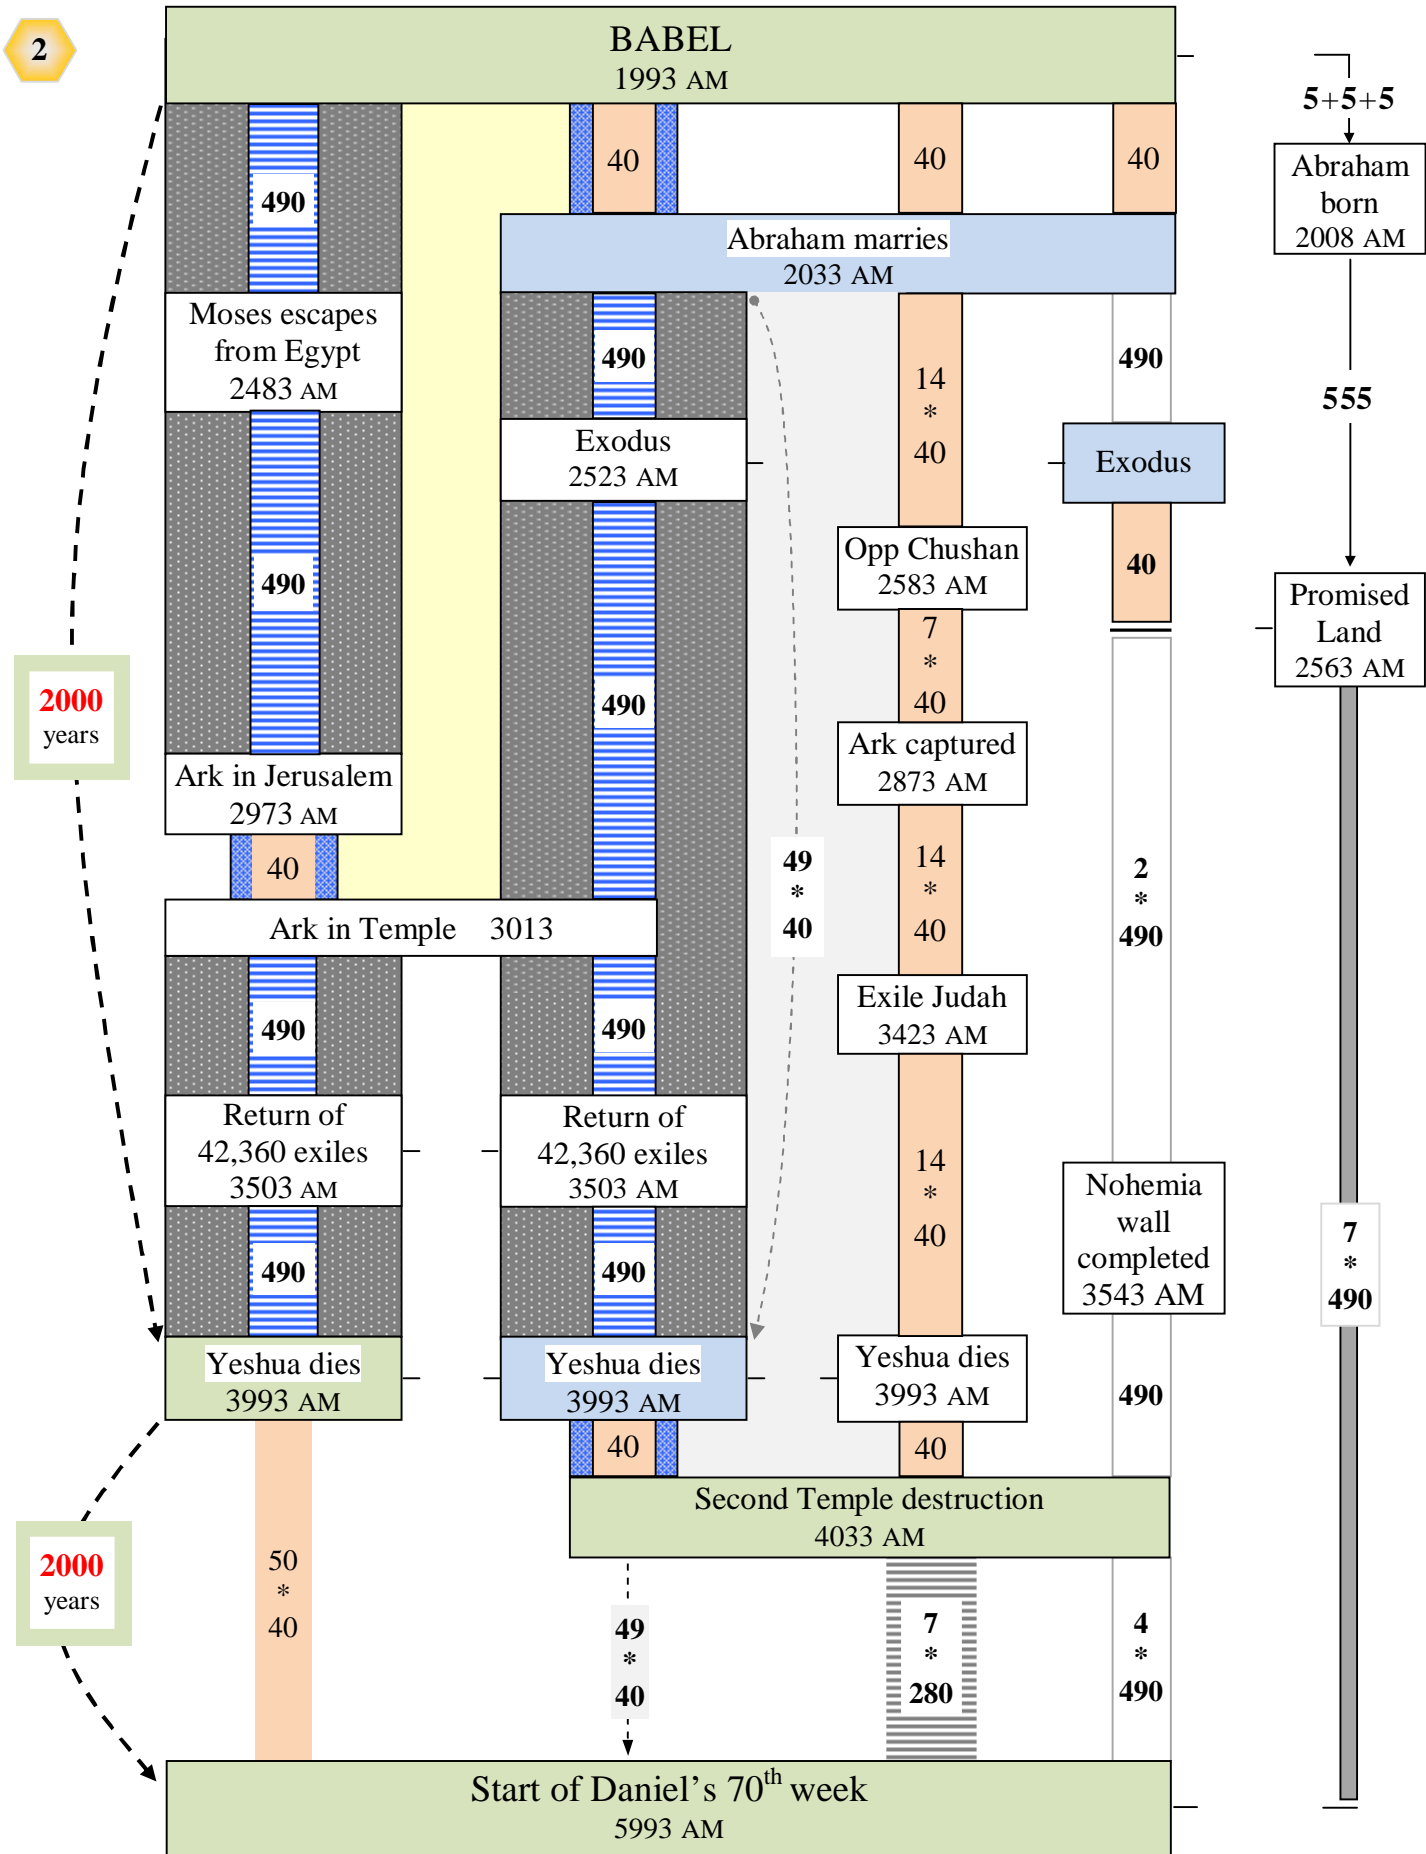 2
BABEL
1993 AM
5+5+5
40
40
40
Abraham
born
2008 AM
490
Abraham marries
2033 AM
Moses escapes
from Egypt
2483 AM
490
14
*
40
490
555
Exodus
2523 AM
Exodus
490
Opp Chushan
2583 AM
40
Promised
Land
2563 AM
7
*
40
2000
years
490
Ark captured
2873 AM
Ark in Jerusalem
2973 AM
40
49
*
40
14
*
40
2
*
490
Ark in Temple 3013
490
490
Exile Judah
3423 AM
Return of
42,360 exiles
3503 AM
Return of
42,360 exiles
3503 AM
14
*
40
Nohemia
wall
completed
3543 AM
7
*
490
490
490
Yeshua dies
3993 AM
Yeshua dies
3993 AM
Yeshua dies
3993 AM
490
40
40
Second Temple destruction
4033 AM
2000
years
50
*
40
49
*
40
7
*
280
4
*
490
Start of Daniel’s 70th week
5993 AM